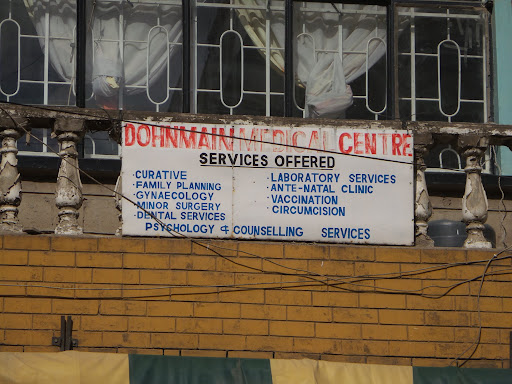 DOHNMAIN MEDICAL CENTRE
SERVICES OFFERED
·CURATIVE
·FAMILY PLANNING
·GYNAECOLOGY
·MINOR SURGERY
·DENTAL SERVICES
·LABORATORY SERVICES
·ANTE-NATAL CLINIC
·VACCINATION
·CIRCUMCISION
PSYCHOLOGY & COUNSELLING SERVICES